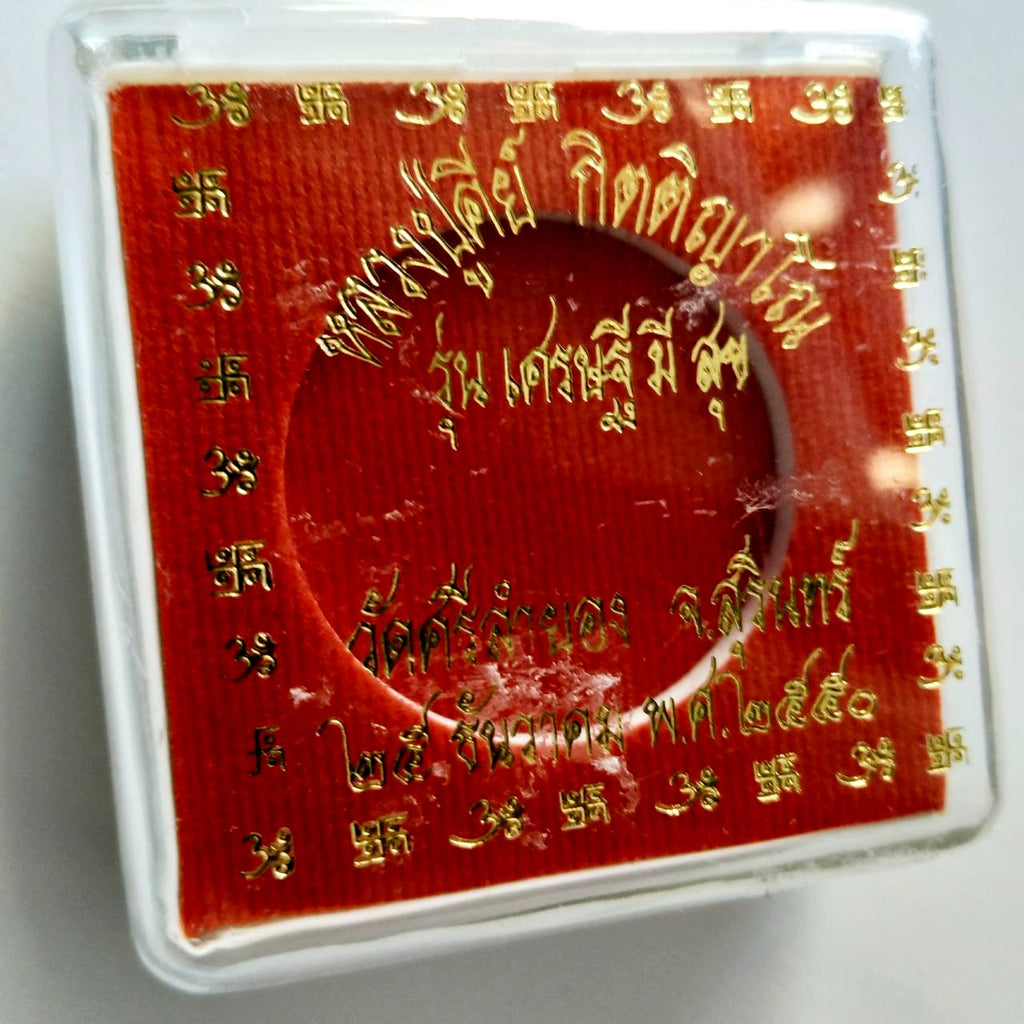 หลวงปู่คีย์ กิตติญาโณ
รุ่น เศรษฐี มี สุข
วัดศรีลำยอง จ.สุรินทร์
๒๕ ธันวาคม พ.ศ.๒๕๕๐